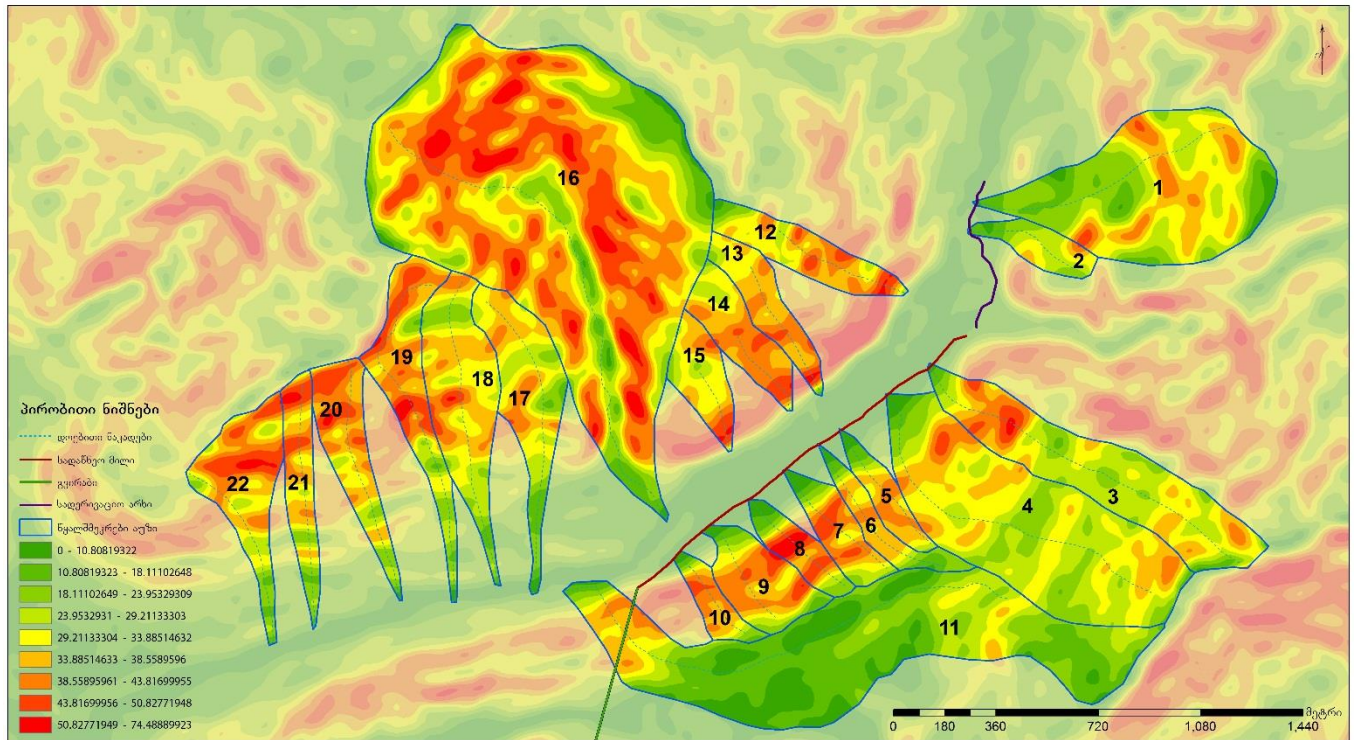 16
1
12
13
2
14
15
19
18
17
20
22
21
3
4
5
6
7
8
9
10
11
პირობითი ნიშნები
დროებითი ნაკადები
სადაწნეო მილი
გვირაბი
სადერივაციო არხი
წყალშემკრები აუზი
0 - 10.80819322
10.80819323 - 18.11102648
18.11102649 - 23.95329309
23.9532931 - 29.21133303
29.21133304 - 33.88514632
33.88514633 - 38.5589596
38.55895961 - 43.81699955
43.81699956 - 50.82771948
50.82771949 - 74.48889923
მეტრი
0 180 360 720 1,080 1,440